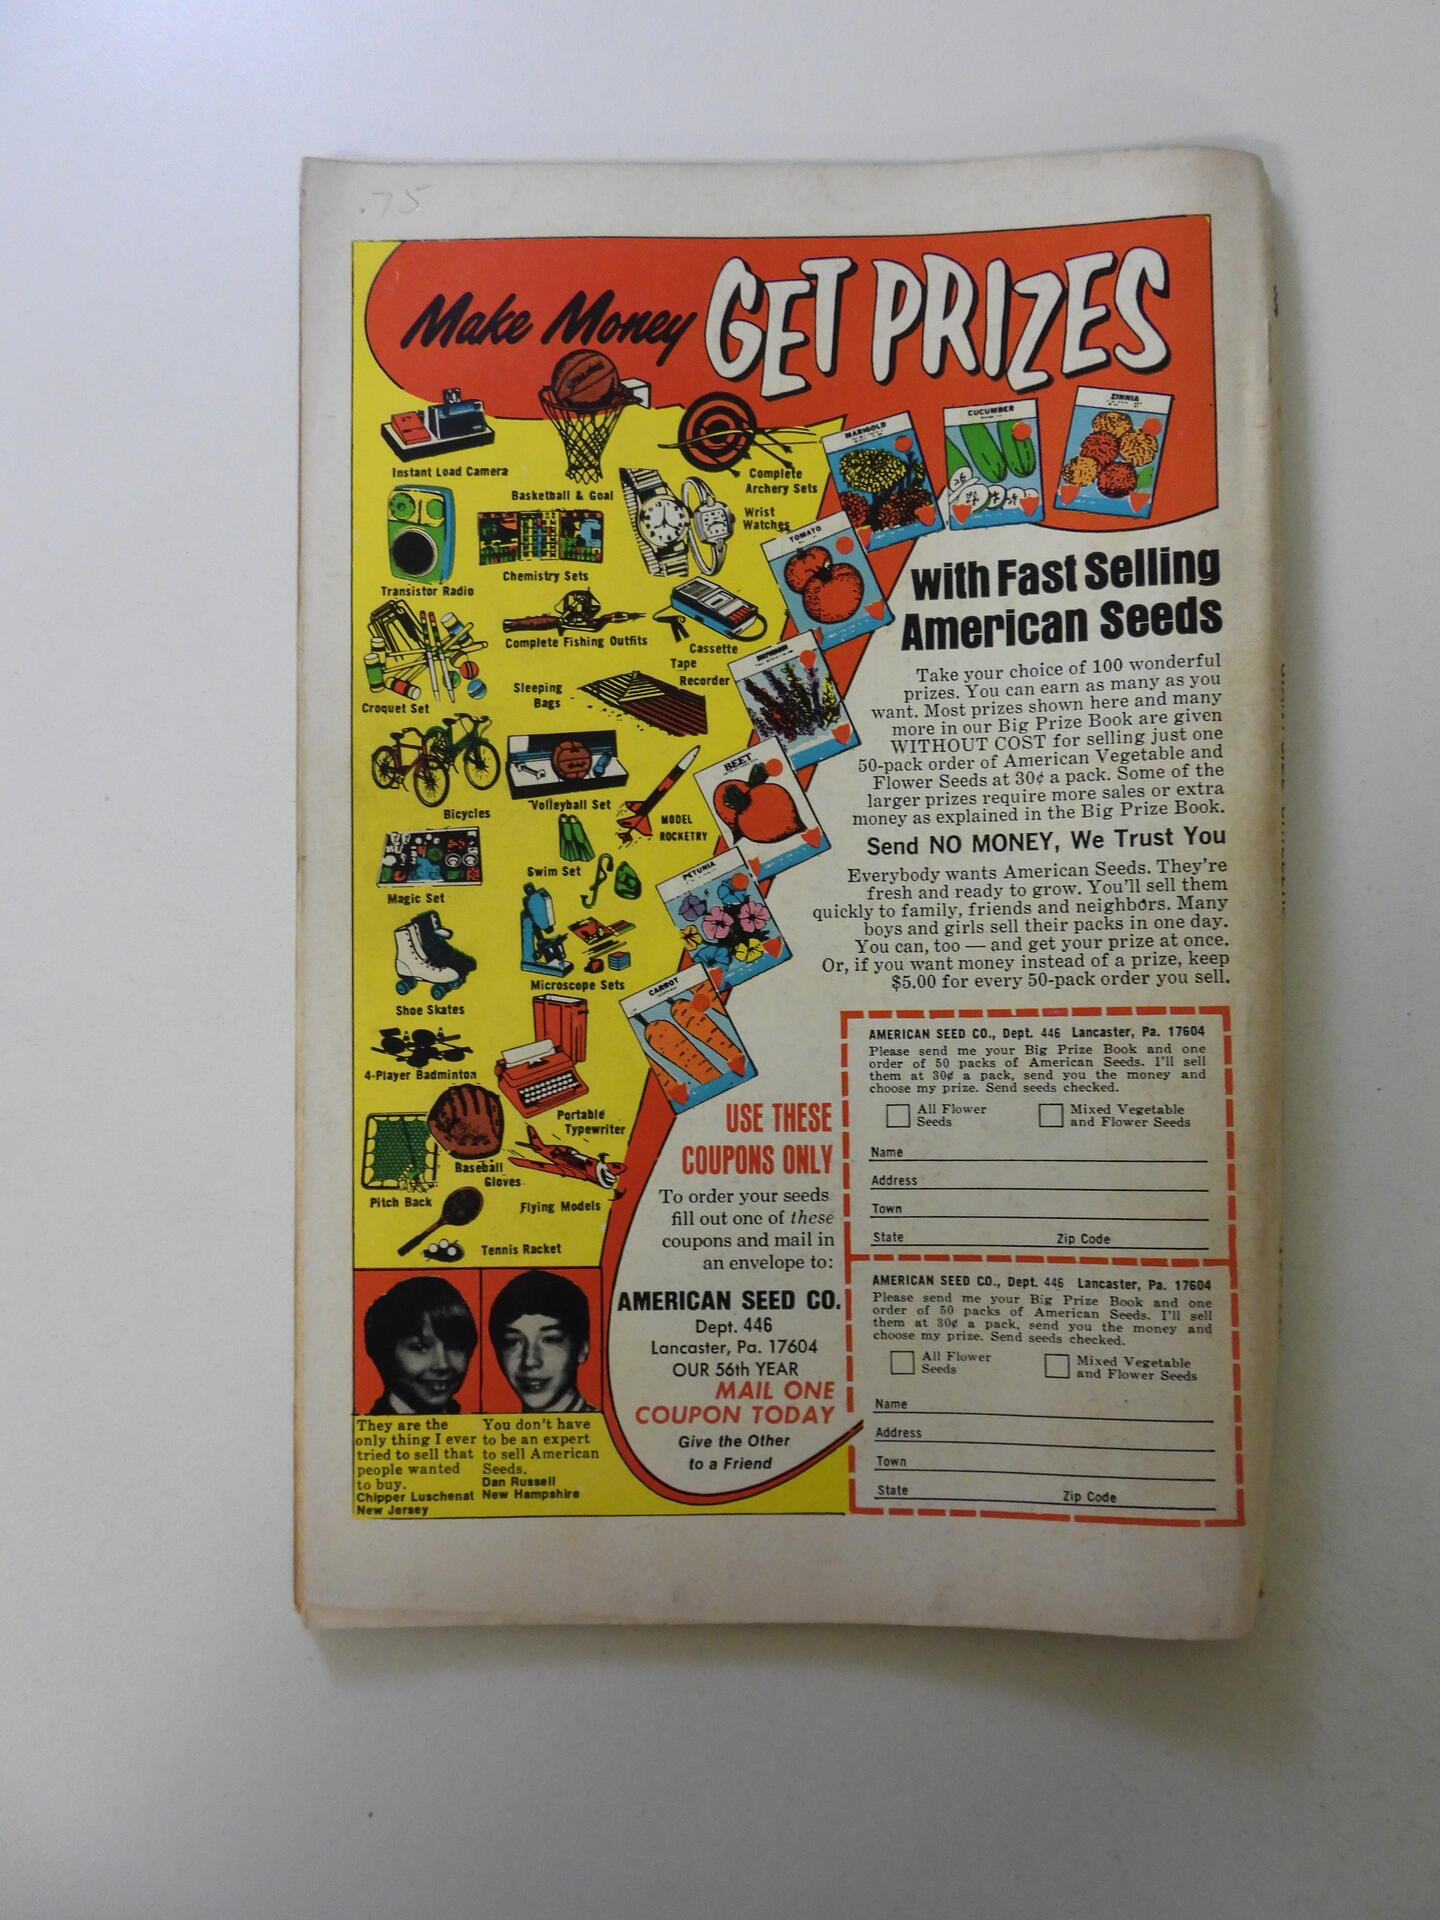 .75
Make Money GET PRIZES
Instant Load Camera
Basketball & Goal
Complete
Archery Sets
Wrist
Watches
Transistor Radio
Chemistry Sets
Complete Fishing Outfits
Cassette
Tape
Recorder
Croquet Set
Sleeping
Bags
Bicycles
Volleyball Set
MODEL
ROCKETRY
Magic Set
Swim Set
Shoe Skates
Microscope Sets
4-Player Badminton
Portable
Typewriter
Baseball
Gloves
Pitch Back
Flying Models
Tennis Racket
MARIGOLD
CUCUMBER
ZINNIA
TOMATO
BEET
PETUNIA
CARROT
with Fast Selling
American Seeds
Take your choice of 100 wonderful
prizes. You can earn as many as you
want. Most prizes shown here and many
more in our Big Prize Book are given
WITHOUT COST for selling just one
50-pack order of American Vegetable and
Flower Seeds at 30¢ a pack. Some of the
larger prizes require more sales or extra
money as explained in the Big Prize Book.
Send NO MONEY, We Trust You
Everybody wants American Seeds. They're
fresh and ready to grow. You'll sell them
quickly to family, friends and neighbors. Many
boys and girls sell their packs in one day.
You can, too — and get your prize at once.
Or, if you want money instead of a prize, keep
$5.00 for every 50-pack order you sell.
USE THESE
COUPONS ONLY
To order your seeds
fill out one of these
coupons and mail in
an envelope to:
AMERICAN SEED CO.
Dept. 446
Lancaster, Pa. 17604
OUR 56th YEAR
MAIL ONE
COUPON TODAY
Give the Other
to a Friend
AMERICAN SEED CO., Dept. 446 Lancaster, Pa. 17604
Please send me your Big Prize Book and one
order of 50 packs of American Seeds. I'll sell
them at 30¢ a pack, send you the money and
choose my prize. Send seeds checked.
All Flower
Seeds
Mixed Vegetable
and Flower Seeds
Name
Address
Town
State Zip Code
AMERICAN SEED CO., Dept. 446 Lancaster, Pa. 17604
Please send me your Big Prize Book and one
order of 50 packs of American Seeds. I'll sell
them at 30¢ a pack, send you the money and
choose my prize. Send seeds checked.
All Flower
Seeds
Mixed Vegetable
and Flower Seeds
Name
Address
Town
State Zip Code
They are the
only thing I ever
tried to sell that
people wanted
to buy.
Chipper Luschenat
New Jersey
You don't have
to be an expert
to sell American
Seeds.
Dan Russell
New Hampshire